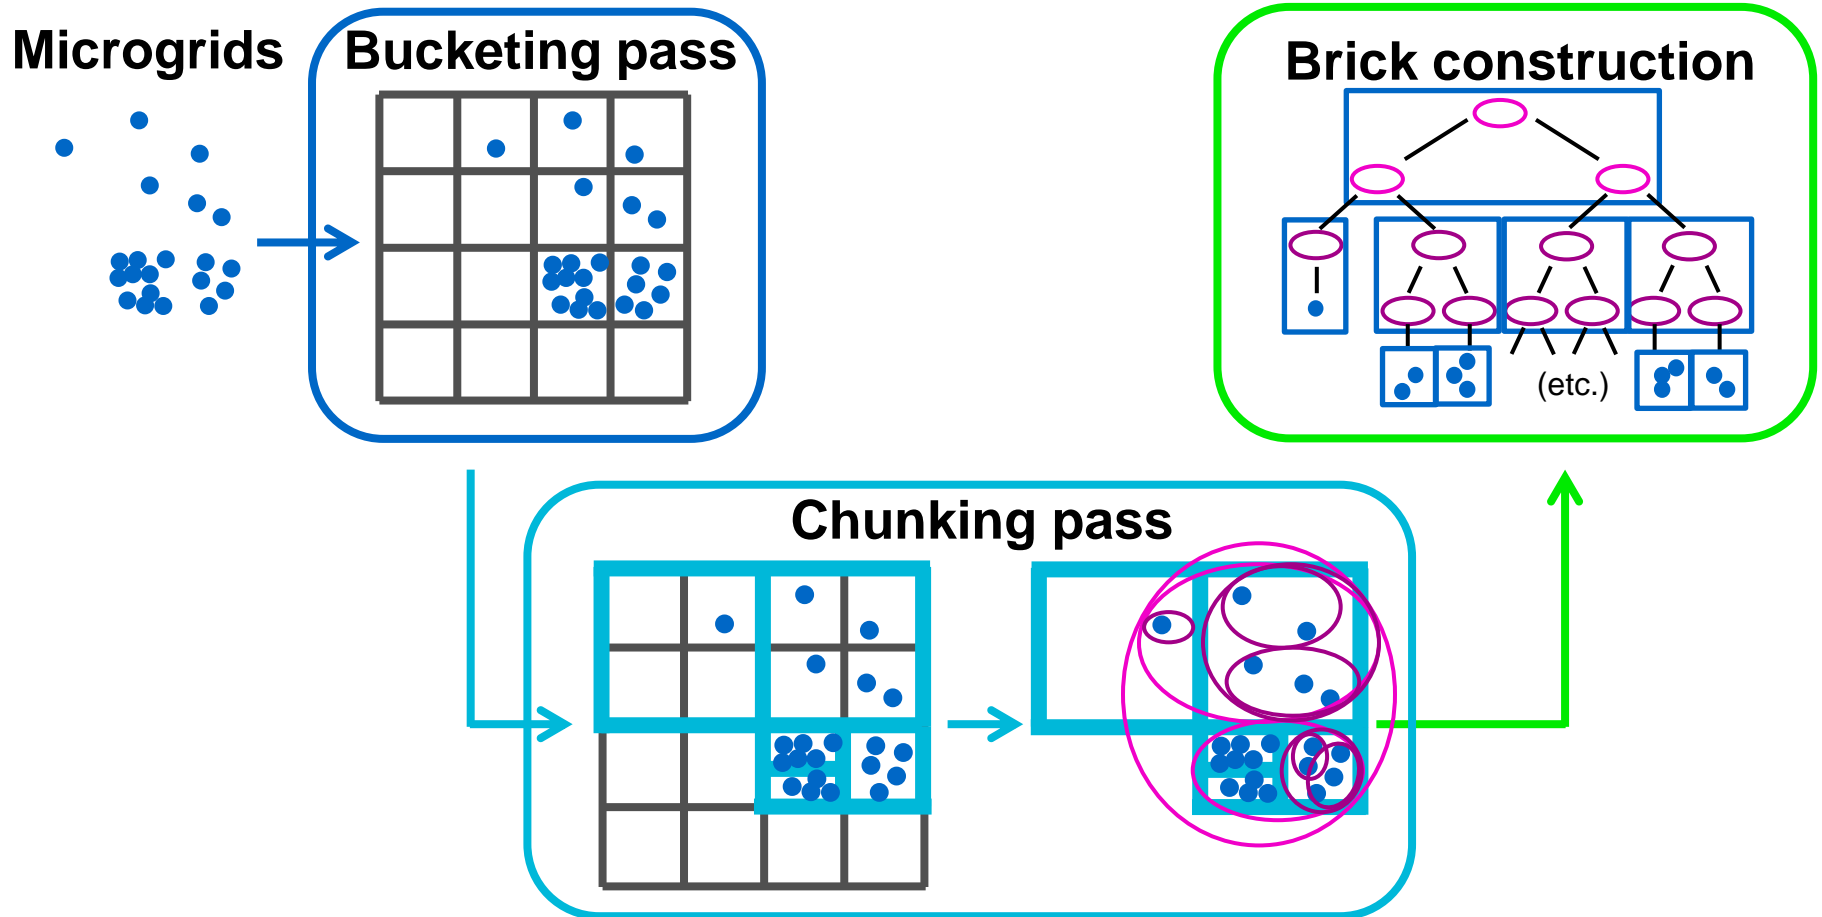 Microgrids
Bucketing pass
Brick construction
(etc.)
Chunking pass